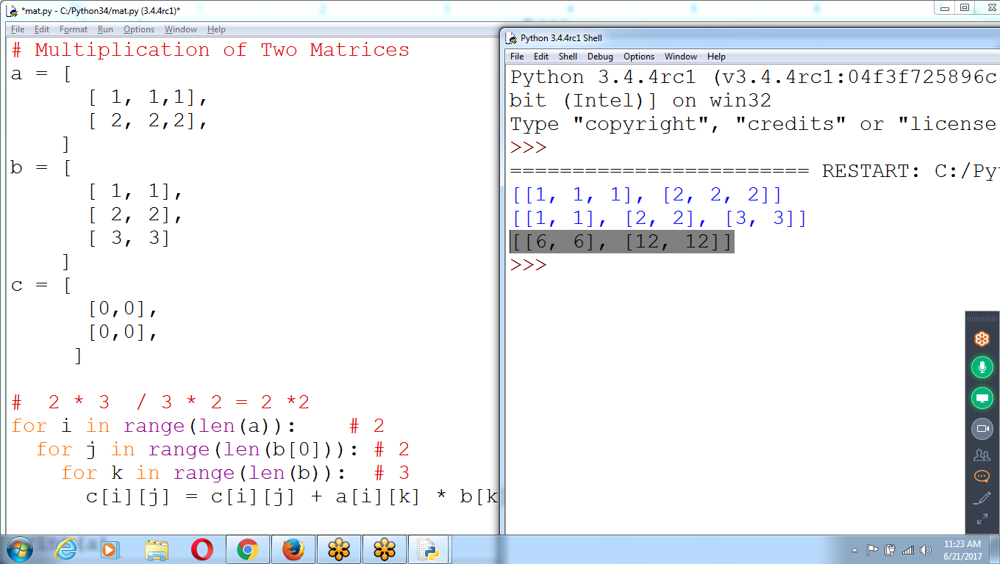 *mat.py - C:/Python34/mat.py (3.4.4rc1)*
File Edit Format Run Options Window Help
# Multiplication of Two Matrices
a = [
[ 1, 1,1],
[ 2, 2,2],
]
b = [
[ 1, 1],
[ 2, 2],
[ 3, 3]
]
c = [
[0,0],
[0,0],
]
# 2 * 3 / 3 * 2 = 2 *2
for i in range(len(a)): # 2
for j in range(len(b[0])): # 2
for k in range(len(b)): # 3
c[i][j] = c[i][j] + a[i][k] * b[k
Python 3.4.4rc1 Shell
File Edit Shell Debug Options Window Help
Python 3.4.4rc1 (v3.4.4rc1:04f3f725896c
bit (Intel)] on win32
Type "copyright", "credits" or "license
>>>
======================== RESTART: C:/Py
[[1, 1, 1], [2, 2, 2]]
[[1, 1], [2, 2], [3, 3]]
[[6, 6], [12, 12]]
>>>
11:23 AM
6/21/2017